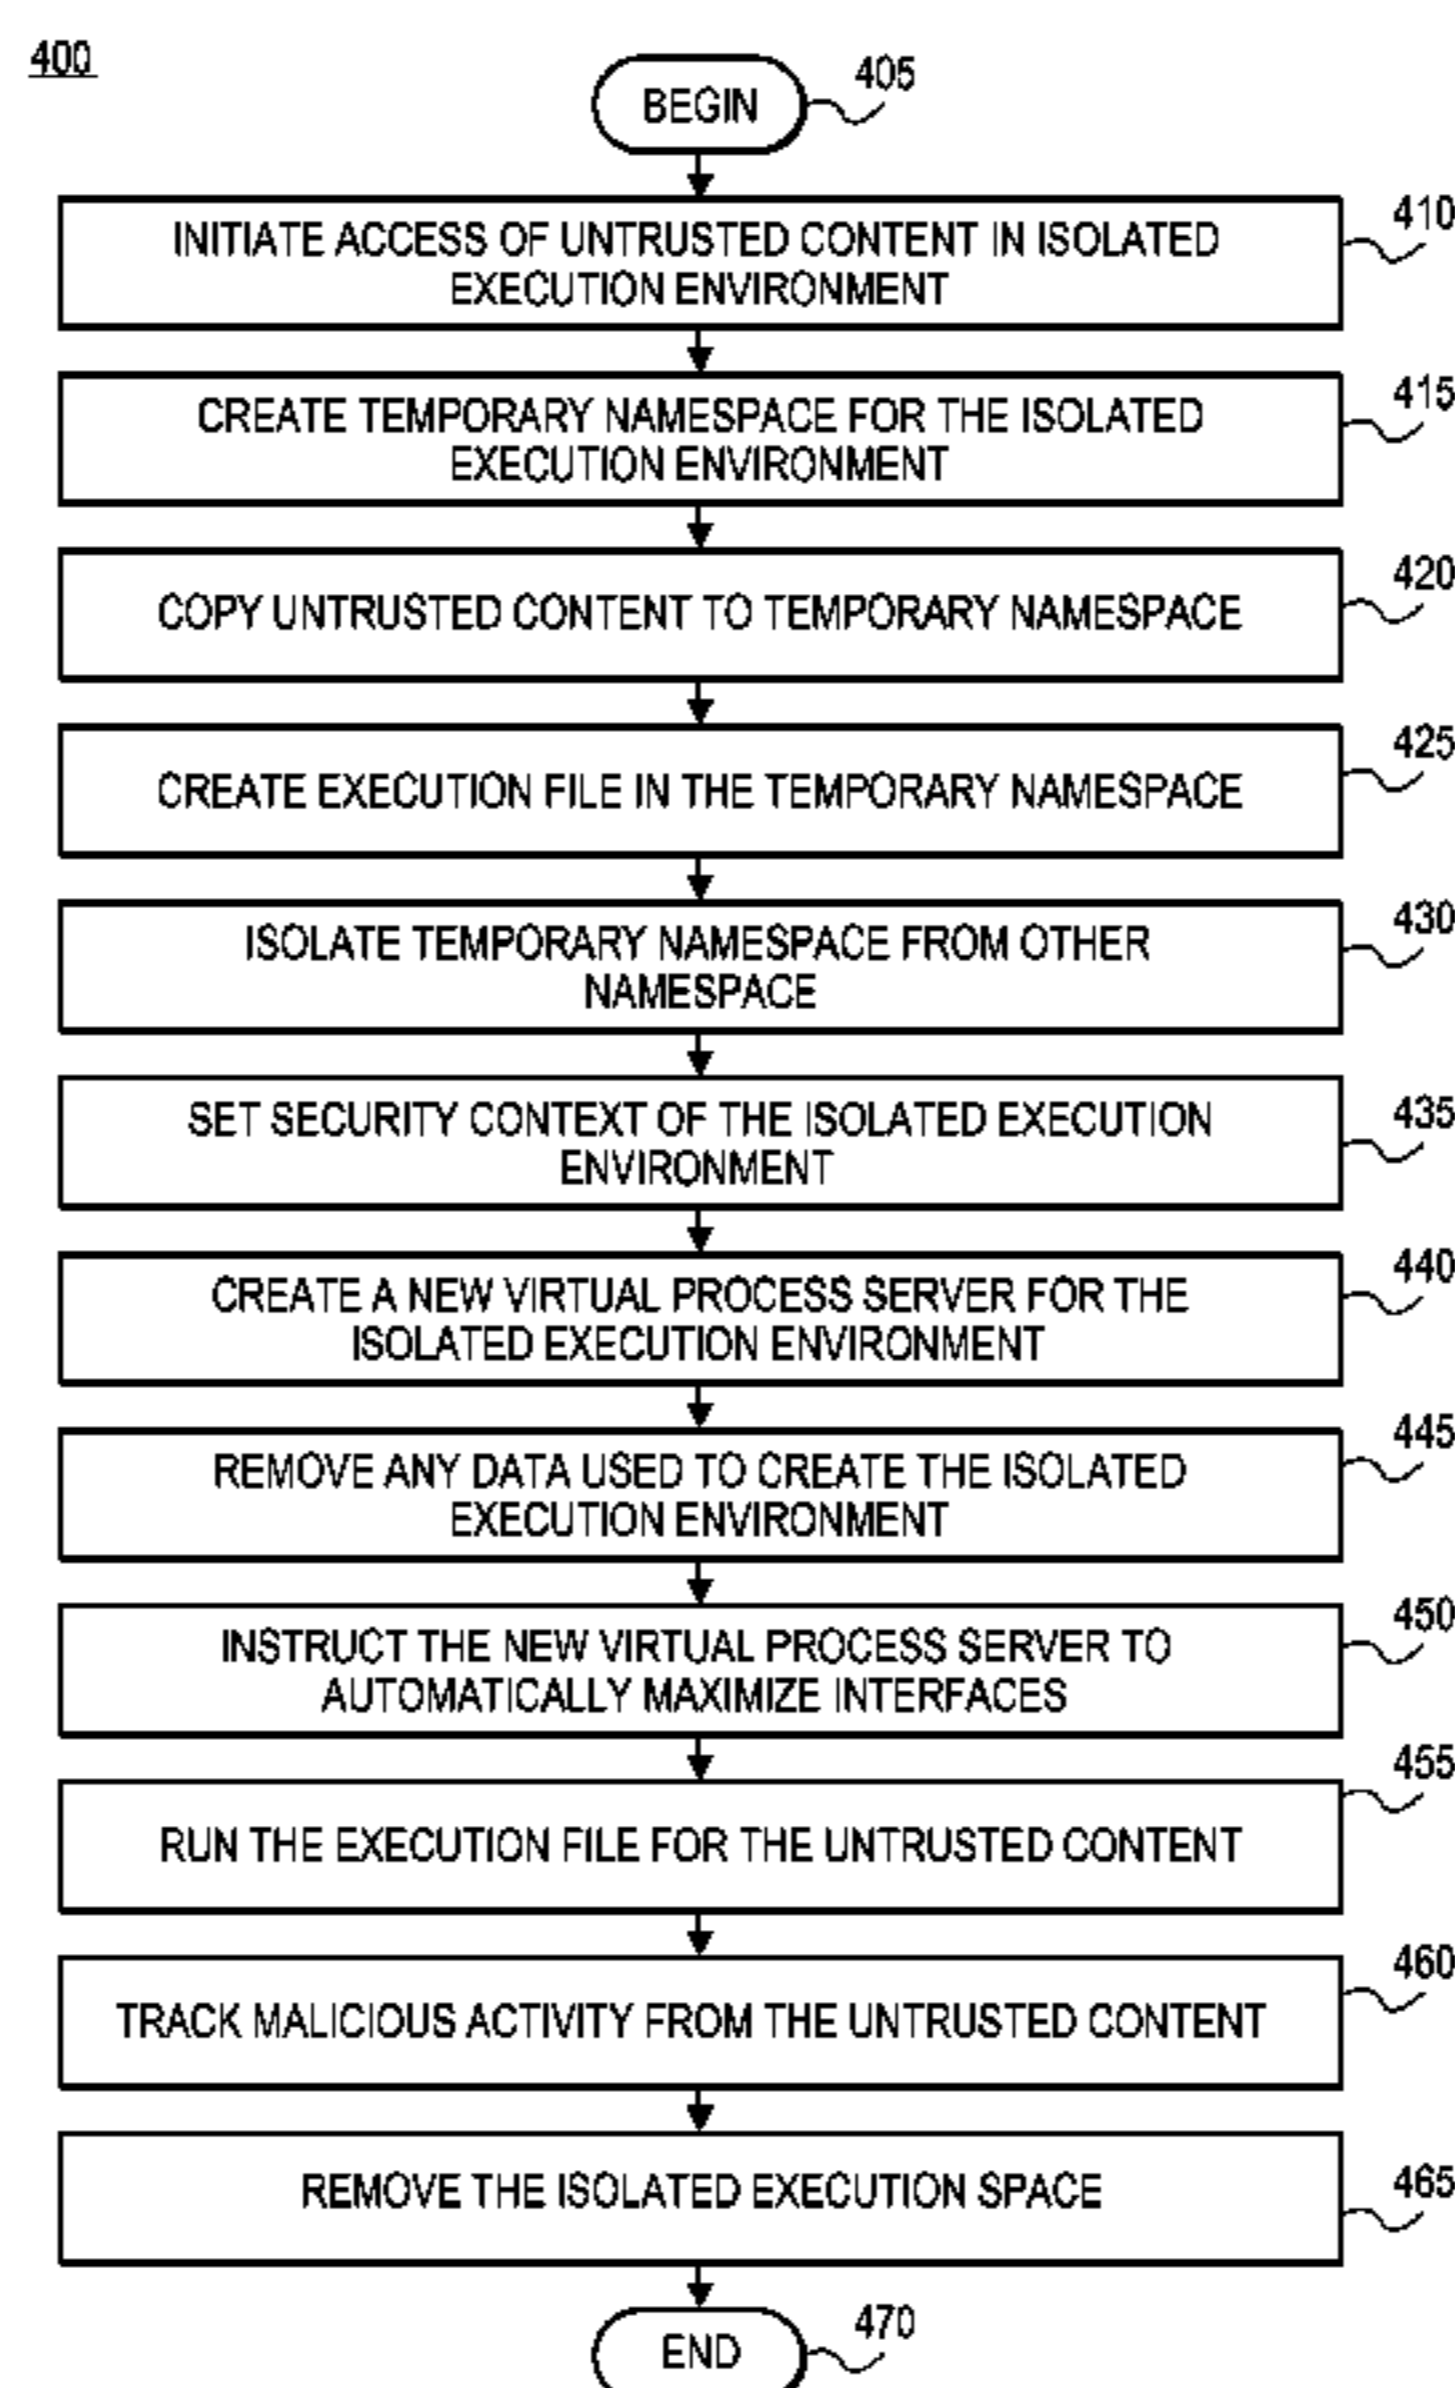 400
BEGIN
405
INITIATE ACCESS OF UNTRUSTED CONTENT IN ISOLATED
EXECUTION ENVIRONMENT
410
CREATE TEMPORARY NAMESPACE FOR THE ISOLATED
EXECUTION ENVIRONMENT
415
COPY UNTRUSTED CONTENT TO TEMPORARY NAMESPACE
420
CREATE EXECUTION FILE IN THE TEMPORARY NAMESPACE
425
ISOLATE TEMPORARY NAMESPACE FROM OTHER
NAMESPACE
430
SET SECURITY CONTEXT OF THE ISOLATED EXECUTION
ENVIRONMENT
435
CREATE A NEW VIRTUAL PROCESS SERVER FOR THE
ISOLATED EXECUTION ENVIRONMENT
440
REMOVE ANY DATA USED TO CREATE THE ISOLATED
EXECUTION ENVIRONMENT
445
INSTRUCT THE NEW VIRTUAL PROCESS SERVER TO
AUTOMATICALLY MAXIMIZE INTERFACES
450
RUN THE EXECUTION FILE FOR THE UNTRUSTED CONTENT
455
TRACK MALICIOUS ACTIVITY FROM THE UNTRUSTED CONTENT
460
REMOVE THE ISOLATED EXECUTION SPACE
465
END
470